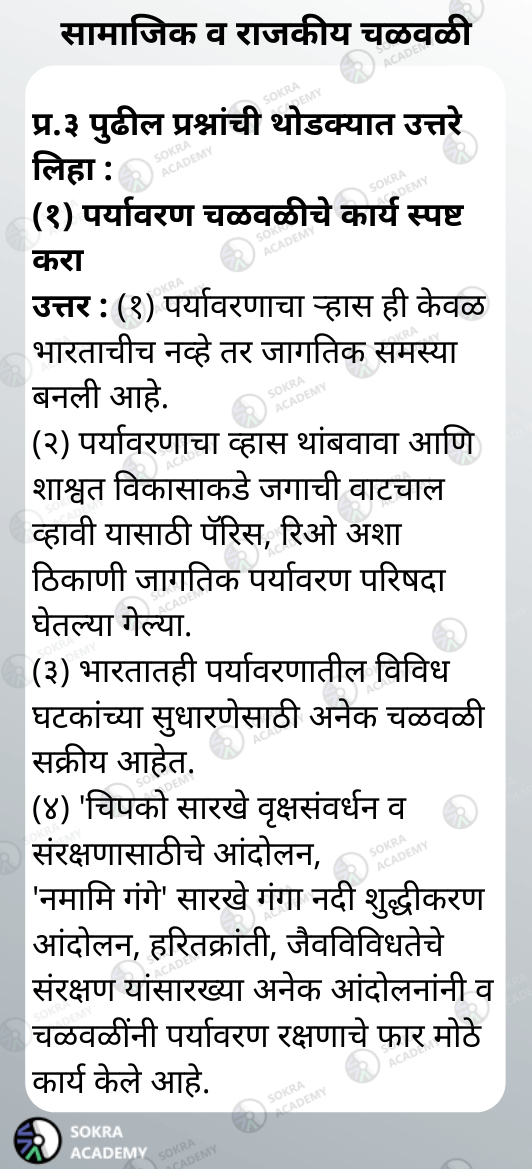 सामाजिक व राजकीय चळवळी
प्र.३ पुढील प्रश्नांची थोडक्यात उत्तरे
लिहा :
(१) पर्यावरण चळवळीचे कार्य स्पष्ट
करा
उत्तर : (१) पर्यावरणाचा ऱ्हास ही केवळ
भारताचीच नव्हे तर जागतिक समस्या
बनली आहे.
(२) पर्यावरणाचा व्हास थांबवावा आणि
शाश्वत विकासाकडे जगाची वाटचाल
व्हावी यासाठी पॅरिस, रिओ अशा
ठिकाणी जागतिक पर्यावरण परिषदा
घेतल्या गेल्या.
(३) भारतातही पर्यावरणातील विविध
घटकांच्या सुधारणेसाठी अनेक चळवळी
सक्रीय आहेत.
(४) 'चिपको सारखे वृक्षसंवर्धन व
संरक्षणासाठीचे आंदोलन,
'नमामि गंगे' सारखे गंगा नदी शुद्धीकरण
आंदोलन, हरितक्रांती, जैवविविधतेचे
संरक्षण यांसारख्या अनेक आंदोलनांनी व
चळवळींनी पर्यावरण रक्षणाचे फार मोठे
कार्य केले आहे.
SOKRA
ACADEMY